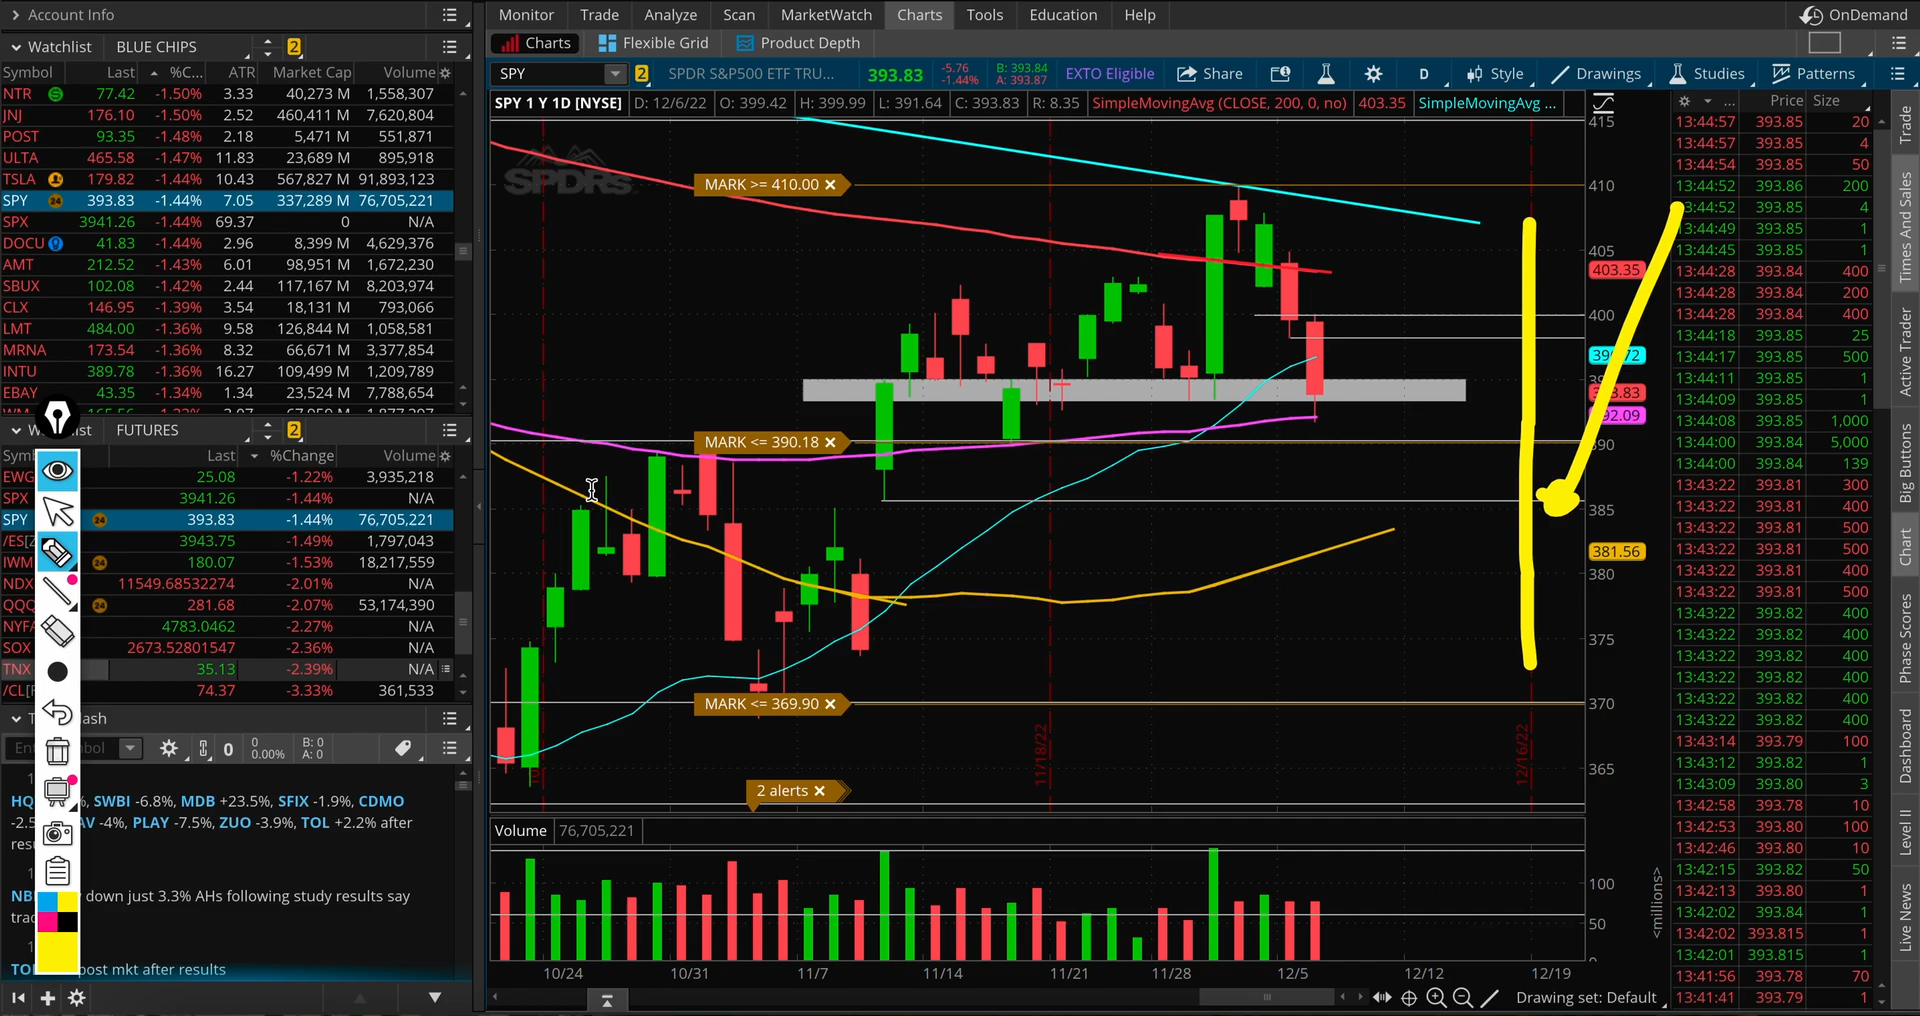 Account Info
Monitor Trade Analyze Scan MarketWatch Charts Tools Education Help OnDemand
Watchlist BLUE CHIPS 2
Charts Flexible Grid Product Depth
Symbol Last %C... ATR Market Cap Volume
NTR 77.42 -1.50% 3.33 40,273 M 1,558,307
JNJ 176.10 -1.50% 2.52 460,411 M 7,620,804
POST 93.35 -1.48% 2.18 5,471 M 551,871
ULTA 465.58 -1.47% 11.83 23,689 M 895,918
TSLA 179.82 -1.44% 10.43 567,827 M 91,893,123
SPY 24 393.83 -1.44% 7.05 337,289 M 76,705,221
SPX 3941.26 -1.44% 69.37 0 N/A
DOCU 41.83 -1.44% 2.96 8,399 M 4,629,376
AMT 212.52 -1.43% 6.01 98,951 M 1,672,230
SBUX 102.08 -1.42% 2.44 117,167 M 8,203,974
CLX 146.95 -1.39% 3.54 18,131 M 793,066
LMT 484.00 -1.36% 9.58 126,844 M 1,058,581
MRNA 173.54 -1.36% 8.32 66,671 M 3,377,854
INTU 389.78 -1.36% 16.27 109,499 M 1,209,789
EBAY 43.35 -1.34% 1.34 23,524 M 7,788,654
FUTURES 2
Last %Change Volume
EWG 25.08 -1.22% 3,935,218
SPX 3941.26 -1.44% N/A
SPY 24 393.83 -1.44% 76,705,221
/ES[Z 3943.75 -1.49% 1,797,043
IWM 24 180.07 -1.53% 18,217,559
NDX 11549.68532274 -2.01% N/A
QQQ 24 281.68 -2.07% 53,174,390
NYFA 4783.0462 -2.27% N/A
SOX 2673.52801547 -2.36% N/A
TNX 35.13 -2.39% N/A
/CL[F 74.37 -3.33% 361,533
0 0 0.00% B: 0 A: 0
SWBI -6.8%, MDB +23.5%, SFIX -1.9%, CDMO
-4%, PLAY -7.5%, ZUO -3.9%, TOL +2.2% after
down just 3.3% AHs following study results say
post mkt after results
SPY 2 SPDR S&P500 ETF TRU... 393.83 -5.76 -1.44% B: 393.84 A: 393.87 EXTO Eligible Share D Style Drawings Studies Patterns
SPY 1 Y 1D [NYSE] D: 12/6/22 O: 399.42 H: 399.99 L: 391.64 C: 393.83 R: 8.35 SimpleMovingAvg (CLOSE, 200, 0, no) 403.35 SimpleMovingAvg ...
SPDRs
MARK >= 410.00
MARK <= 390.18
MARK <= 369.90
2 alerts
11/18/22
12/16/22
415
410
405
403.35
400
390
385
381.56
380
375
370
365
Volume 76,705,221
100
50
0
<millions>
10/24 10/31 11/7 11/14 11/21 11/28 12/5 12/12 12/19
Drawing set: Default
... Price Size
13:44:57 393.85 20
13:44:57 393.85 4
13:44:54 393.85 50
13:44:52 393.86 200
13:44:52 393.85 4
13:44:49 393.85 1
13:44:45 393.85 1
13:44:28 393.84 400
13:44:28 393.84 200
13:44:28 393.84 400
13:44:18 393.85 25
13:44:17 393.85 500
13:44:11 393.85 1
13:44:09 393.85 1
13:44:08 393.85 1,000
13:44:00 393.84 5,000
13:44:00 393.84 139
13:43:22 393.81 300
13:43:22 393.81 400
13:43:22 393.81 500
13:43:22 393.81 500
13:43:22 393.81 400
13:43:22 393.81 500
13:43:22 393.82 400
13:43:22 393.82 400
13:43:22 393.82 400
13:43:22 393.82 400
13:43:22 393.82 400
13:43:22 393.82 400
13:43:14 393.79 100
13:43:12 393.82 1
13:43:09 393.80 3
13:42:58 393.78 10
13:42:53 393.80 100
13:42:46 393.80 10
13:42:15 393.82 50
13:42:13 393.80 1
13:42:02 393.84 1
13:42:02 393.815 1
13:42:01 393.815 1
13:41:56 393.78 70
13:41:41 393.79 1
Trade
Times And Sales
Active Trader
Big Buttons
Chart
Phase Scores
Dashboard
Level II
Live News